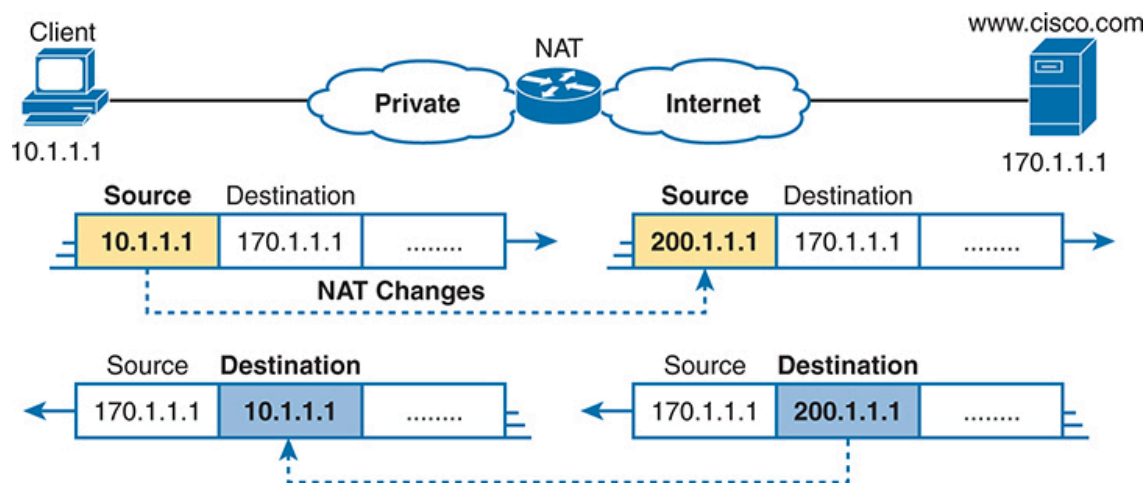 Client
NAT
www.cisco.com
Private
Internet
10.1.1.1
170.1.1.1
Source Destination
10.1.1.1 170.1.1.1 ........
Source Destination
200.1.1.1 170.1.1.1 ........
NAT Changes
Source Destination
170.1.1.1 10.1.1.1 ........
Source Destination
170.1.1.1 200.1.1.1 ........